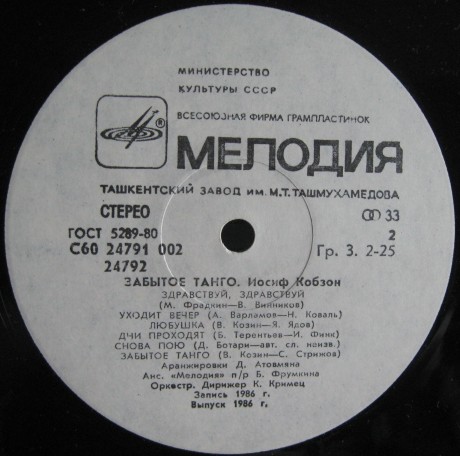 МИНИСТЕРСТВО
КУЛЬТУРЫ СССР
ВСЕСОЮЗНАЯ ФИРМА ГРАМПЛАСТИНОК
МЕЛОДИЯ
ТАШКЕНТСКИЙ ЗАВОД ИМ. М.Т. ТАШМУХАМЕДОВА
СТЕРЕО 33
ГОСТ 5289-80 2
С60 24791 002 Гр. 3. 2-25
24792
ЗАБЫТОЕ ТАНГО. Иосиф Кобзон
ЗДРАВСТВУЙ, ЗДРАВСТВУЙ
(М. Фрадкин—В. Винников)
УХОДИТ ВЕЧЕР (А. Варламов—Н. Коваль)
ЛЮБУШКА (В. Козин—Я. Ядов)
ДЧИ ПРОХОДЯТ (Б. Терентьев—И. Финк)
СНОВА ПОЮ (Д. Ботари—авт. сл. неизв.)
ЗАБЫТОЕ ТАНГО (В. Козин—С. Стрижов)
Аранжировки Д. Атовмяна
Анс. «Мелодия» п/р Б. Фрумкина
Оркестр. Дирижер К. Кримец
Запись 1986 г.
Выпуск 1986 г.